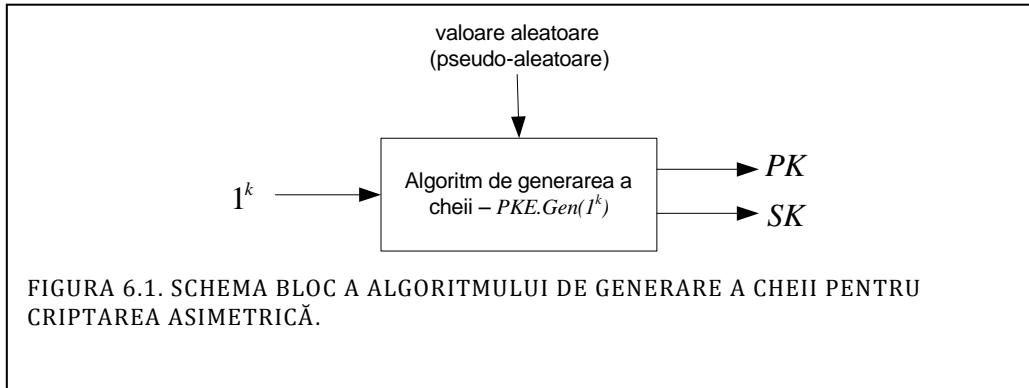 valoare aleatoare
(pseudo-aleatoare)
1^k
Algoritm de generarea a
cheii – PKE.Gen(1^k)
PK
SK
FIGURA 6.1. SCHEMA BLOC A ALGORITMULUI DE GENERARE A CHEII PENTRU
CRIPTAREA ASIMETRICĂ.